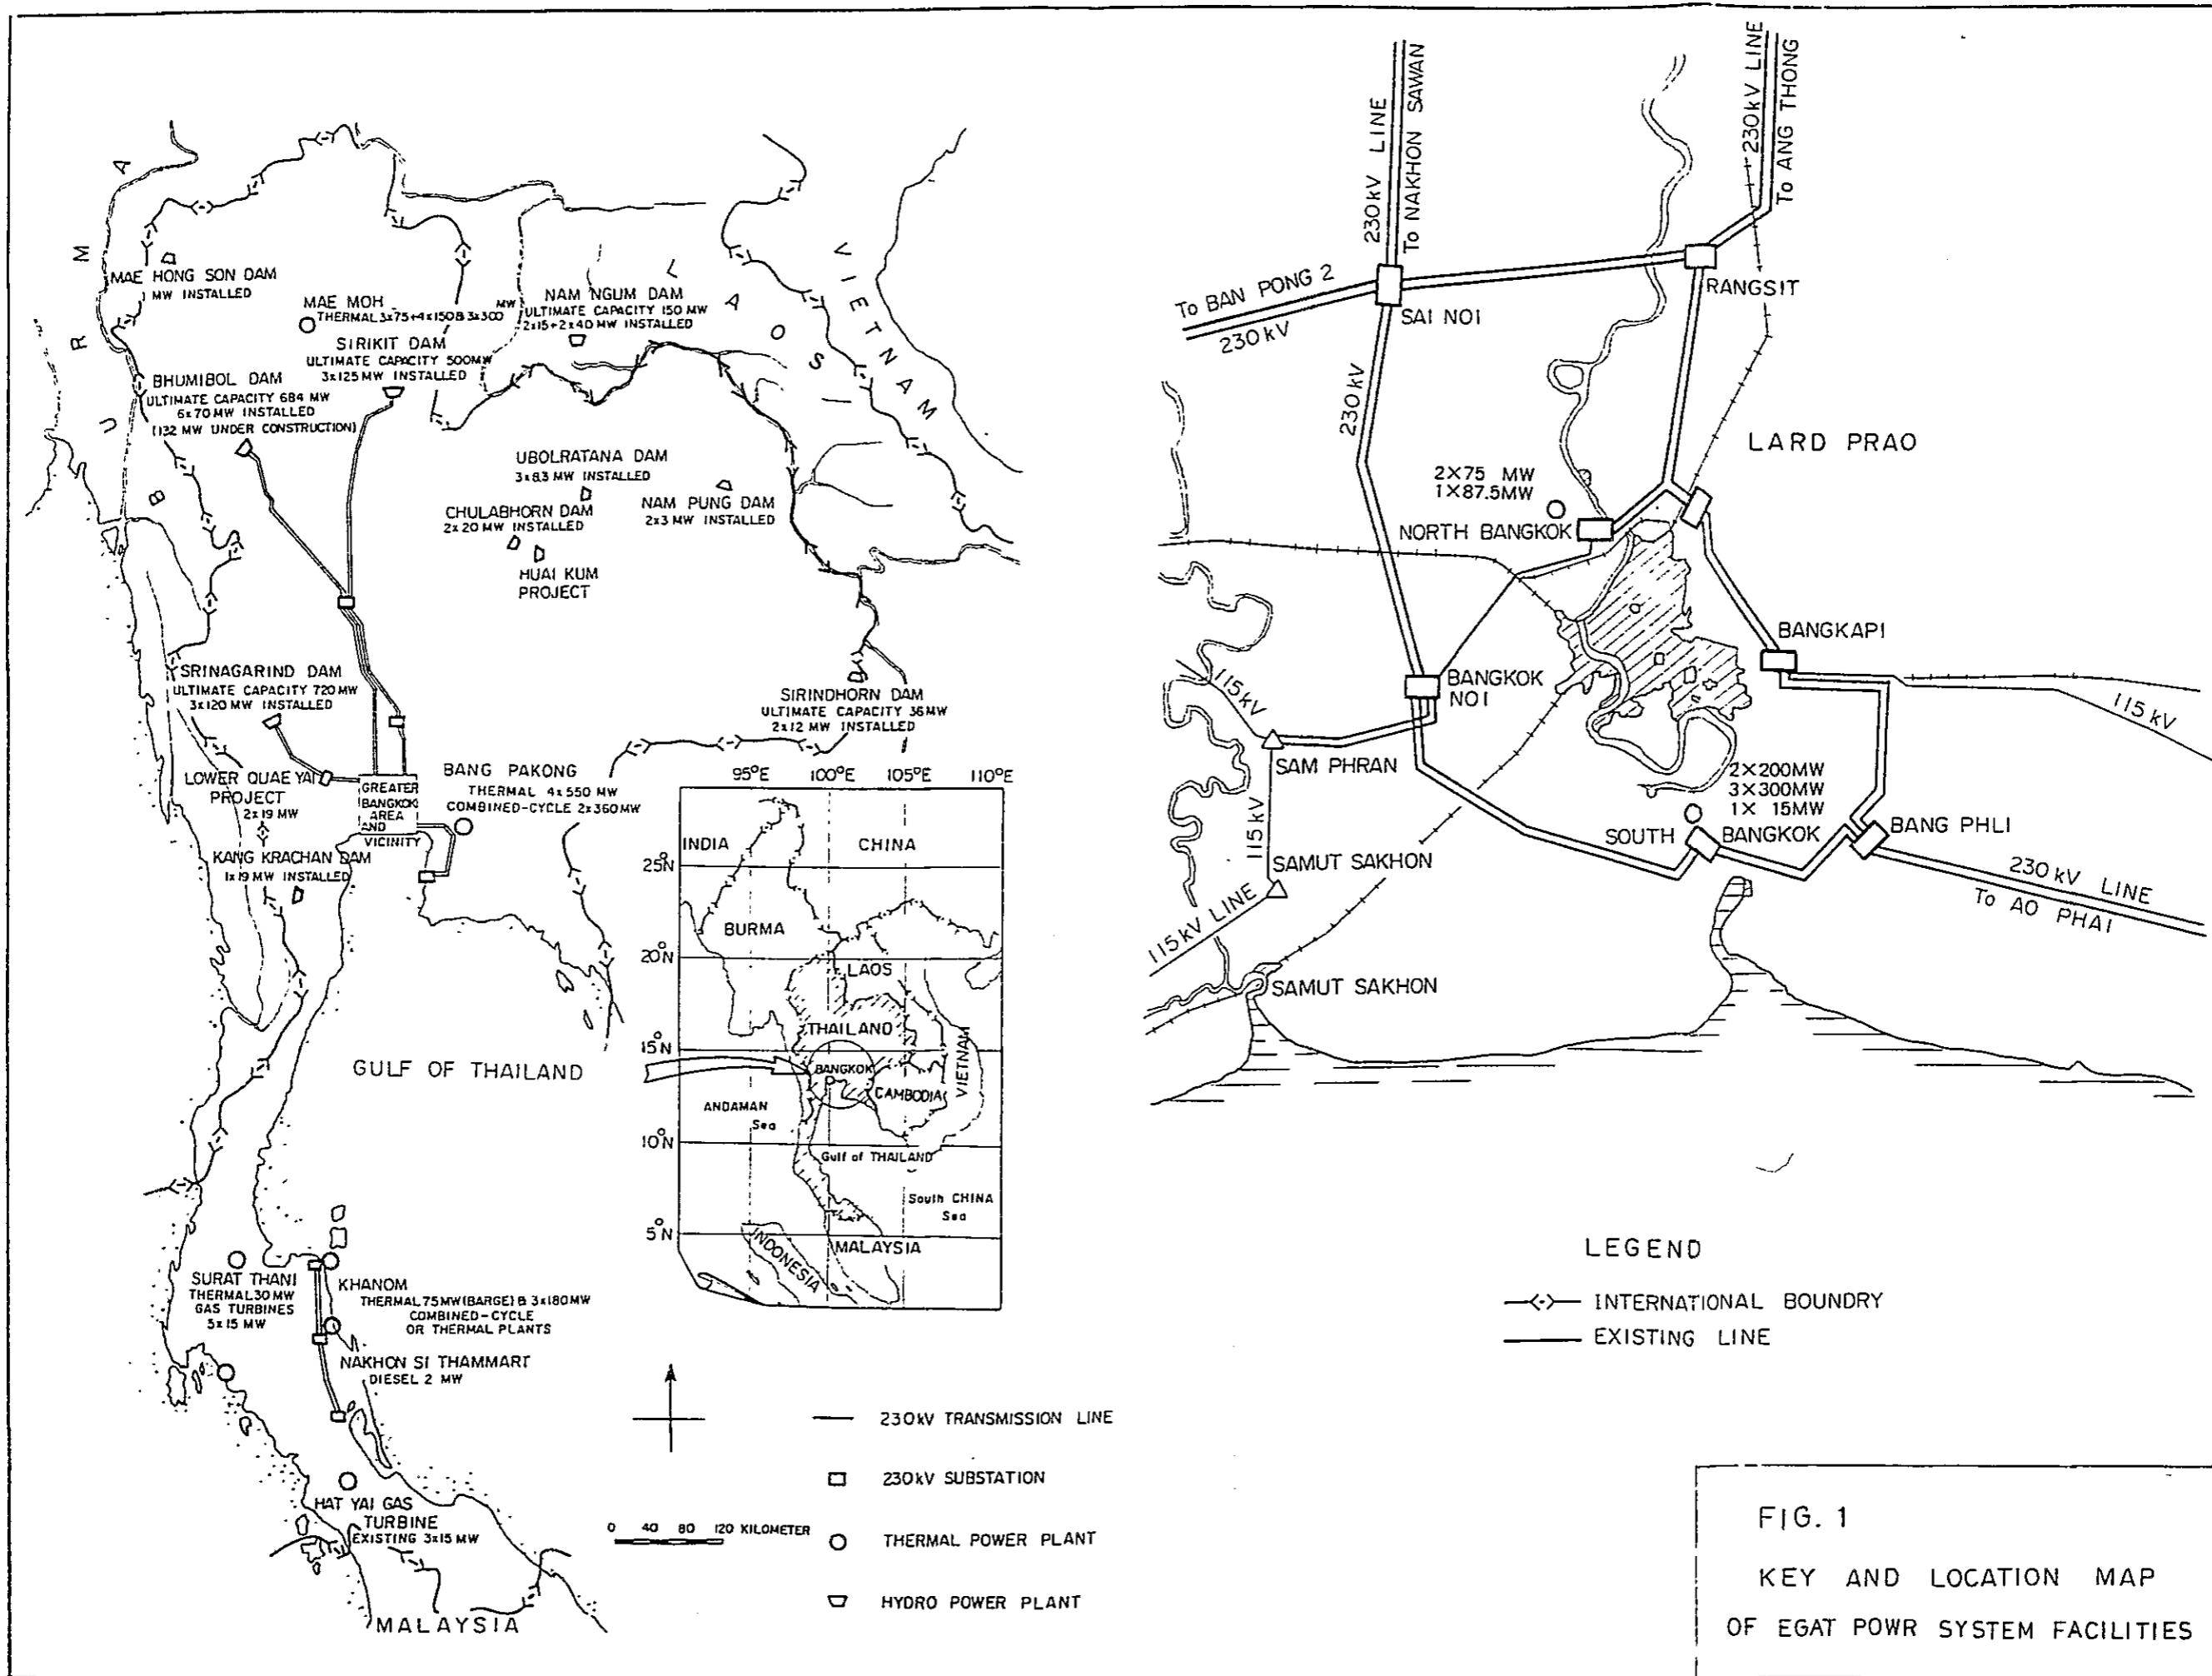 BURMA
LAOS
VIETNAM
MAE HONG SON DAM
MW INSTALLED
MAE MOH
THERMAL 3x75+4x150&3x300 MW
NAM NGUM DAM
ULTIMATE CAPACITY 150 MW
2x15+2x40 MW INSTALLED
SIRIKIT DAM
ULTIMATE CAPACITY 500MW
3x125 MW INSTALLED
BHUMIBOL DAM
ULTIMATE CAPACITY 684 MW
6x70 MW INSTALLED
(132 MW UNDER CONSTRUCTION)
UBOLRATANA DAM
3x8.3 MW INSTALLED
CHULABHORN DAM
2x20 MW INSTALLED
NAM PUNG DAM
2x3 MW INSTALLED
HUAI KUM
PROJECT
SRINAGARIND DAM
ULTIMATE CAPACITY 720 MW
3x120 MW INSTALLED
SIRINDHORN DAM
ULTIMATE CAPACITY 36MW
2x12 MW INSTALLED
LOWER QUAE YAI
PROJECT
2x19 MW
GREATER
BANGKOK
AREA
AND
VICINITY
BANG PAKONG
THERMAL 4x550 MW
COMBINED-CYCLE 2x360MW
KANG KRACHAN DAM
1x19 MW INSTALLED
GULF OF THAILAND
95°E 100°E 105°E 110°E
INDIA
CHINA
25°N
BURMA
20°N
LAOS
THAILAND
15°N
BANGKOK
VIETNAM
CAMBODIA
ANDAMAN
Sea
10°N
Gulf of THAILAND
South CHINA
Sea
5°N
INDONESIA
MALAYSIA
SURAT THANI
THERMAL 30 MW
GAS TURBINES
5x15 MW
KHANOM
THERMAL 75MW(BARGE) & 3x180MW
COMBINED-CYCLE
OR THERMAL PLANTS
NAKHON SI THAMMART
DIESEL 2 MW
HAT YAI GAS
TURBINE
EXISTING 3x15 MW
MALAYSIA
230kV TRANSMISSION LINE
230kV SUBSTATION
0 40 80 120 KILOMETER
THERMAL POWER PLANT
HYDRO POWER PLANT
230kV LINE
To NAKHON SAWAN
230kV LINE
To ANG THONG
To BAN PONG 2
230kV
SAI NOI
RANGSIT
230kV
LARD PRAO
2X75 MW
1X87.5MW
NORTH BANGKOK
BANGKAPI
BANGKOK
NOI
115kV
115kV
SAM PHRAN
115kV
2X200MW
3X300MW
1X 15MW
SOUTH BANGKOK
BANG PHLI
SAMUT SAKHON
115kV LINE
230kV LINE
To AO PHAI
SAMUT SAKHON
LEGEND
INTERNATIONAL BOUNDRY
EXISTING LINE
FIG. 1
KEY AND LOCATION MAP
OF EGAT POWR SYSTEM FACILITIES